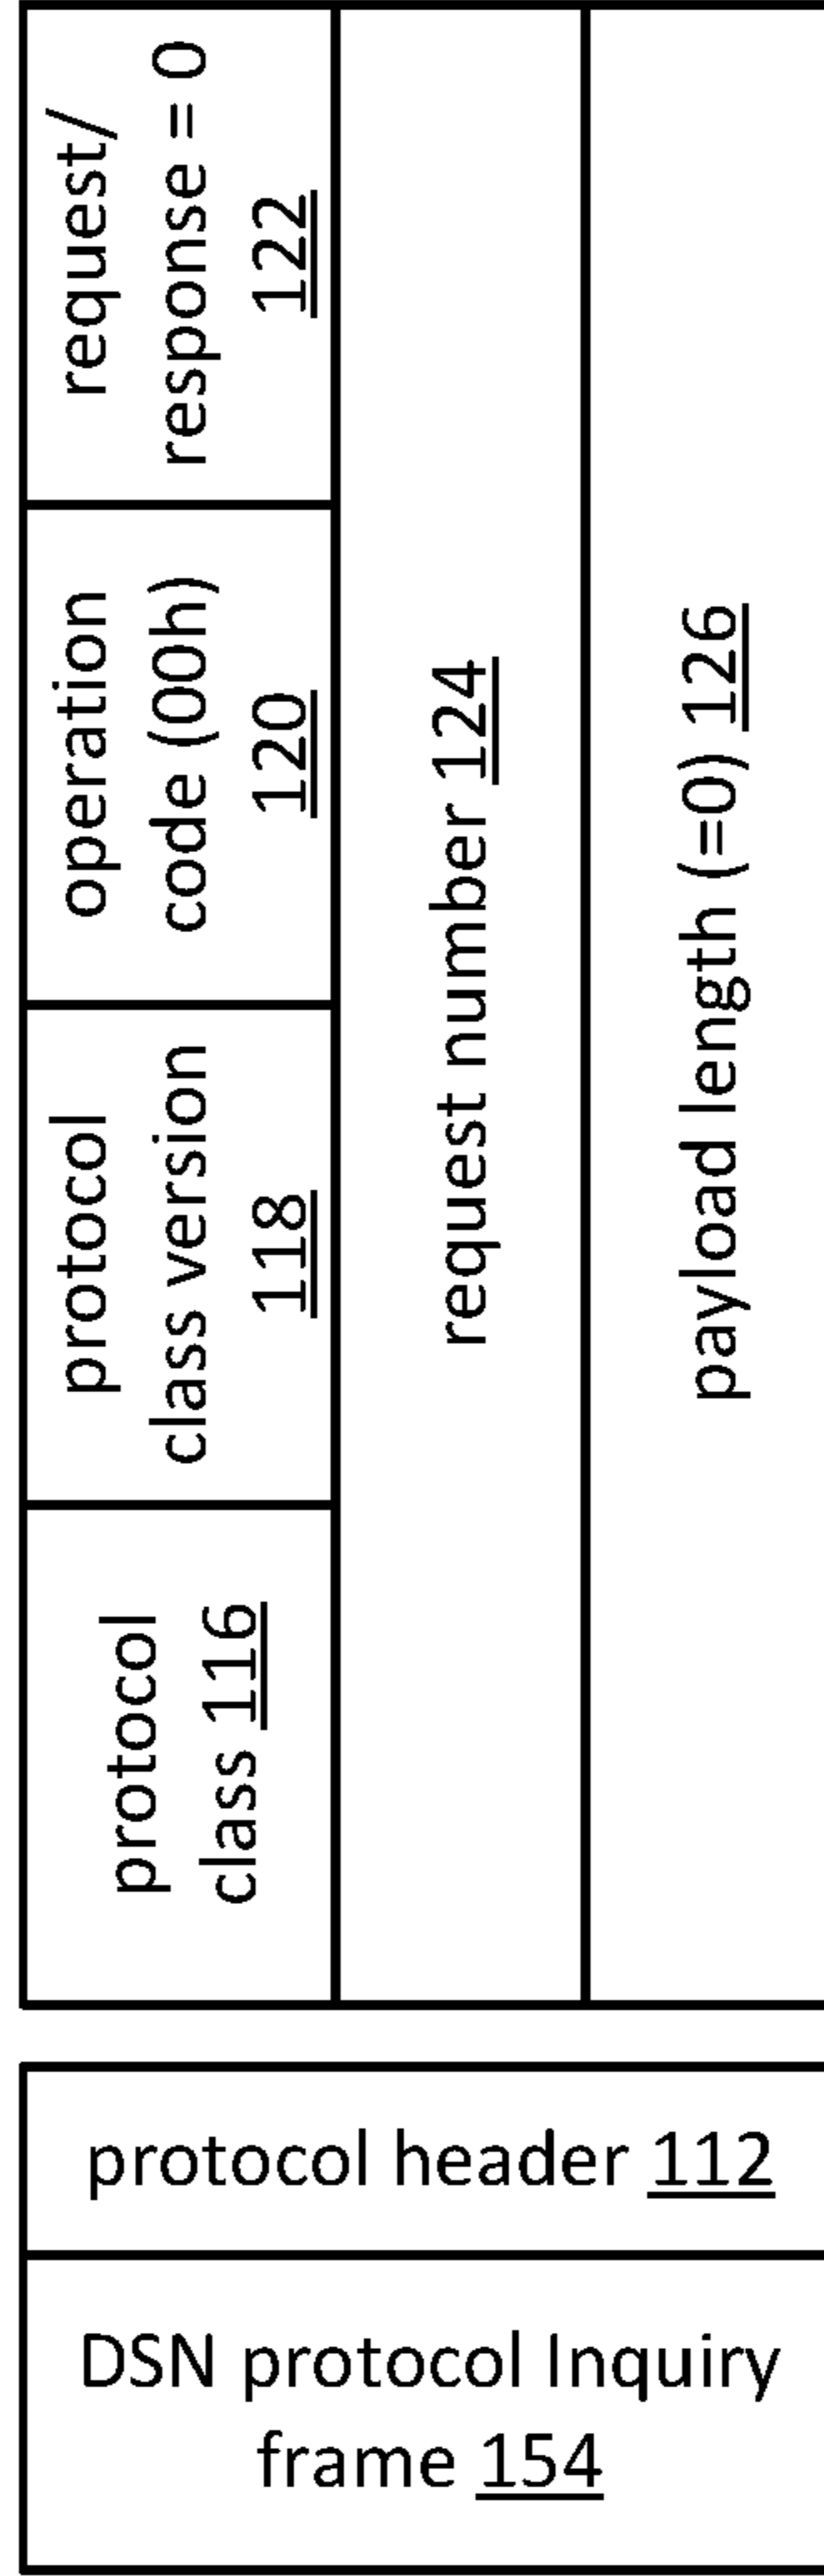 protocol
class 116
protocol
class version
118
operation
code (00h)
120
request/
response = 0
122
request number 124
payload length (=0) 126
protocol header 112
DSN protocol Inquiry
frame 154